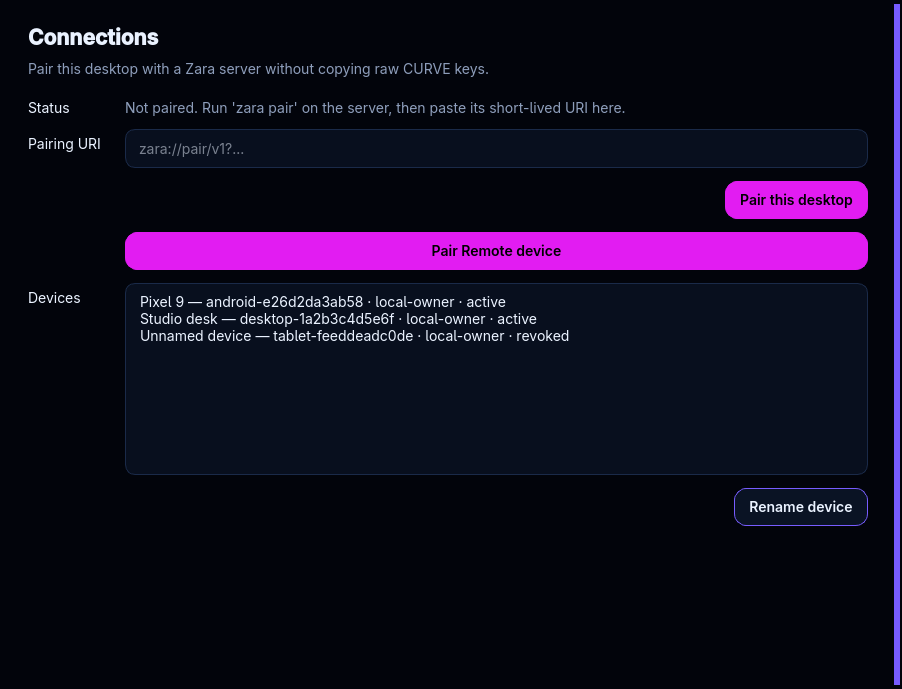 Connections
Pair this desktop with a Zara server without copying raw CURVE keys.
Status
Not paired. Run 'zara pair' on the server, then paste its short-lived URI here.
Pairing URI
zara://pair/v1?...
Pair this desktop
Pair Remote device
Devices
Pixel 9 — android-e26d2da3ab58 · local-owner · active
Studio desk — desktop-1a2b3c4d5e6f · local-owner · active
Unnamed device — tablet-feeddeadc0de · local-owner · revoked
Rename device